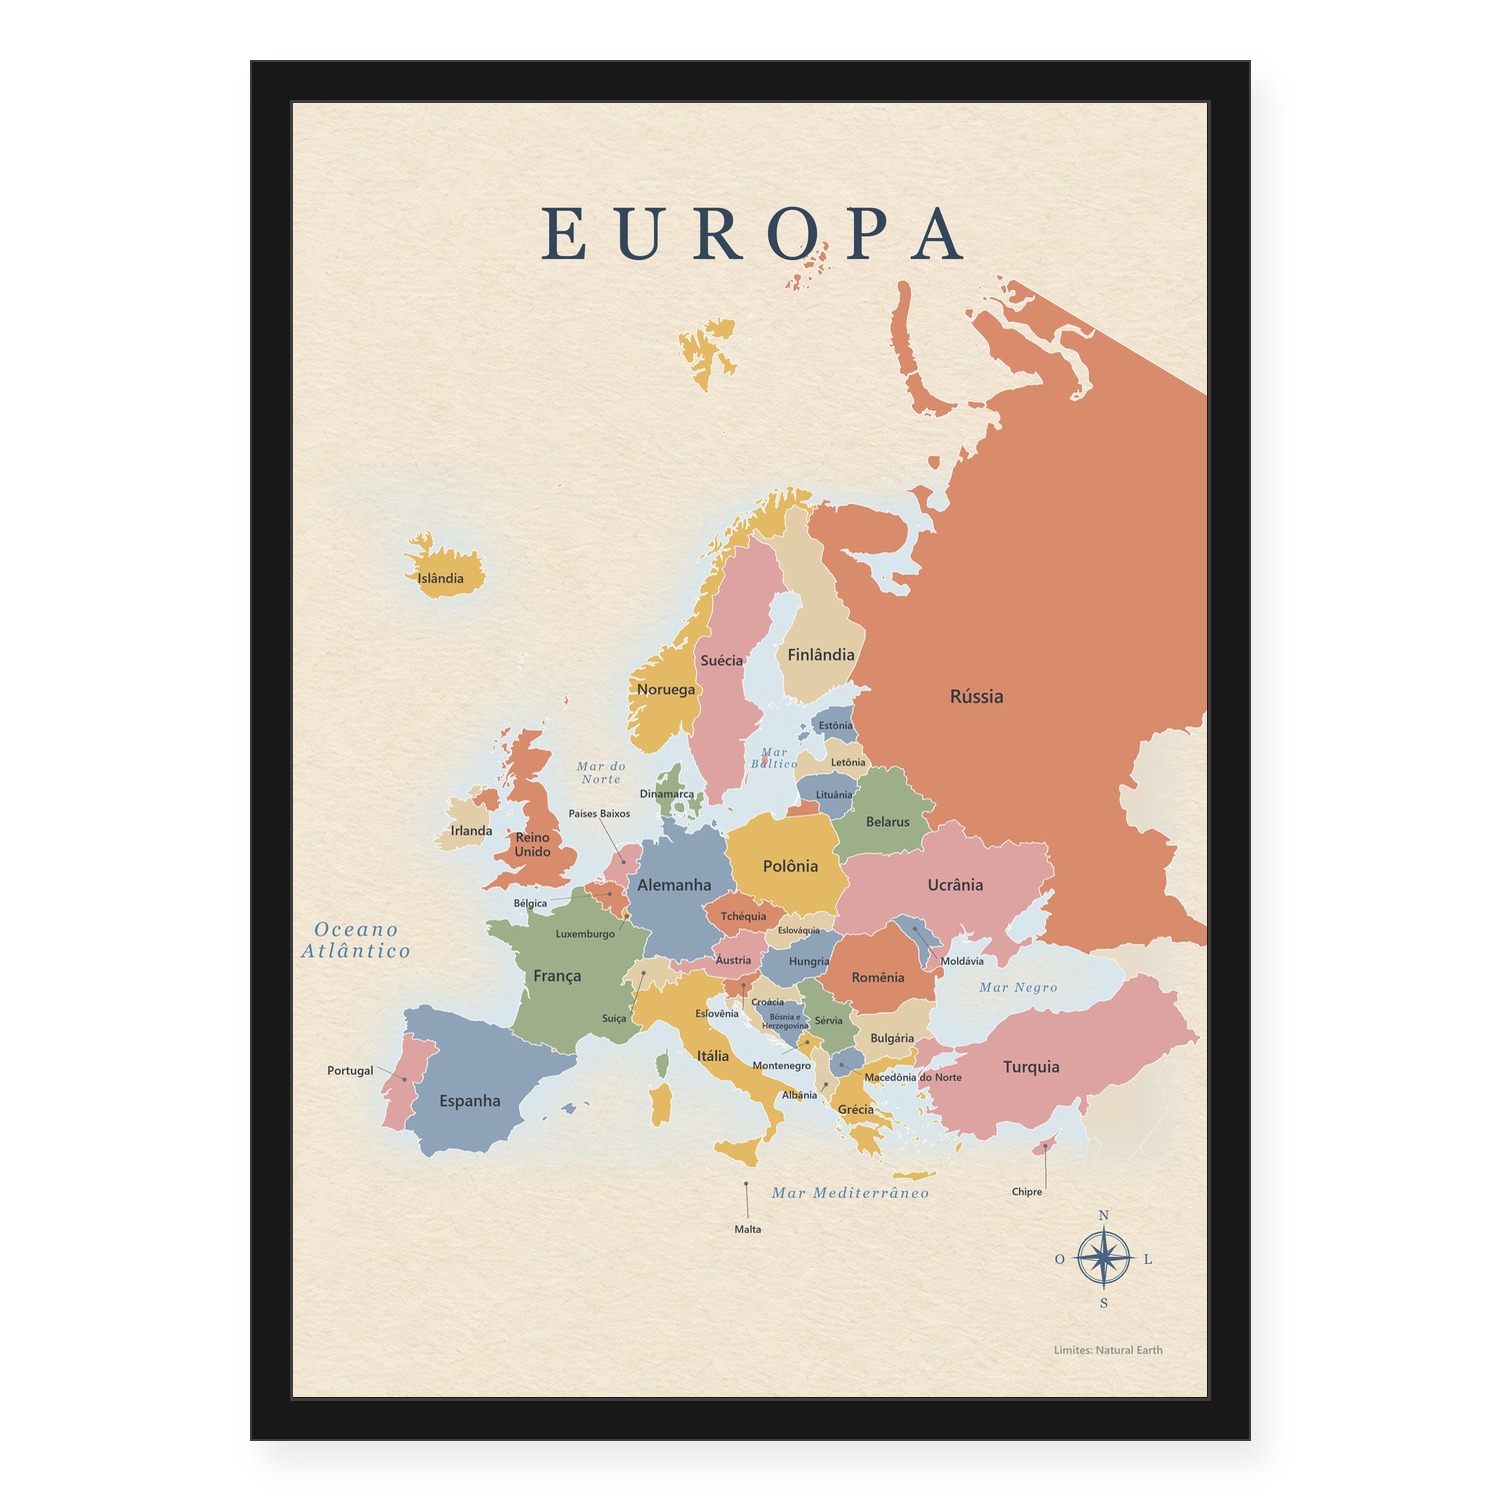 EUROPA
Islândia
Suécia
Finlândia
Noruega
Rússia
Estônia
Mar
Báltico
Letônia
Mar do
Norte
Dinamarca
Lituânia
Países Baixos
Belarus
Irlanda
Reino
Unido
Polônia
Alemanha
Ucrânia
Bélgica
Tchéquia
Oceano
Atlântico
Luxemburgo
Eslováquia
Áustria
Hungria
Moldávia
França
Romênia
Mar Negro
Croácia
Suíça
Eslovênia
Bósnia e
Herzegovina
Sérvia
Bulgária
Itália
Montenegro
Turquia
Portugal
Macedônia do Norte
Albânia
Espanha
Grécia
Mar Mediterrâneo
Chipre
Malta
N
O
L
S
Limites: Natural Earth